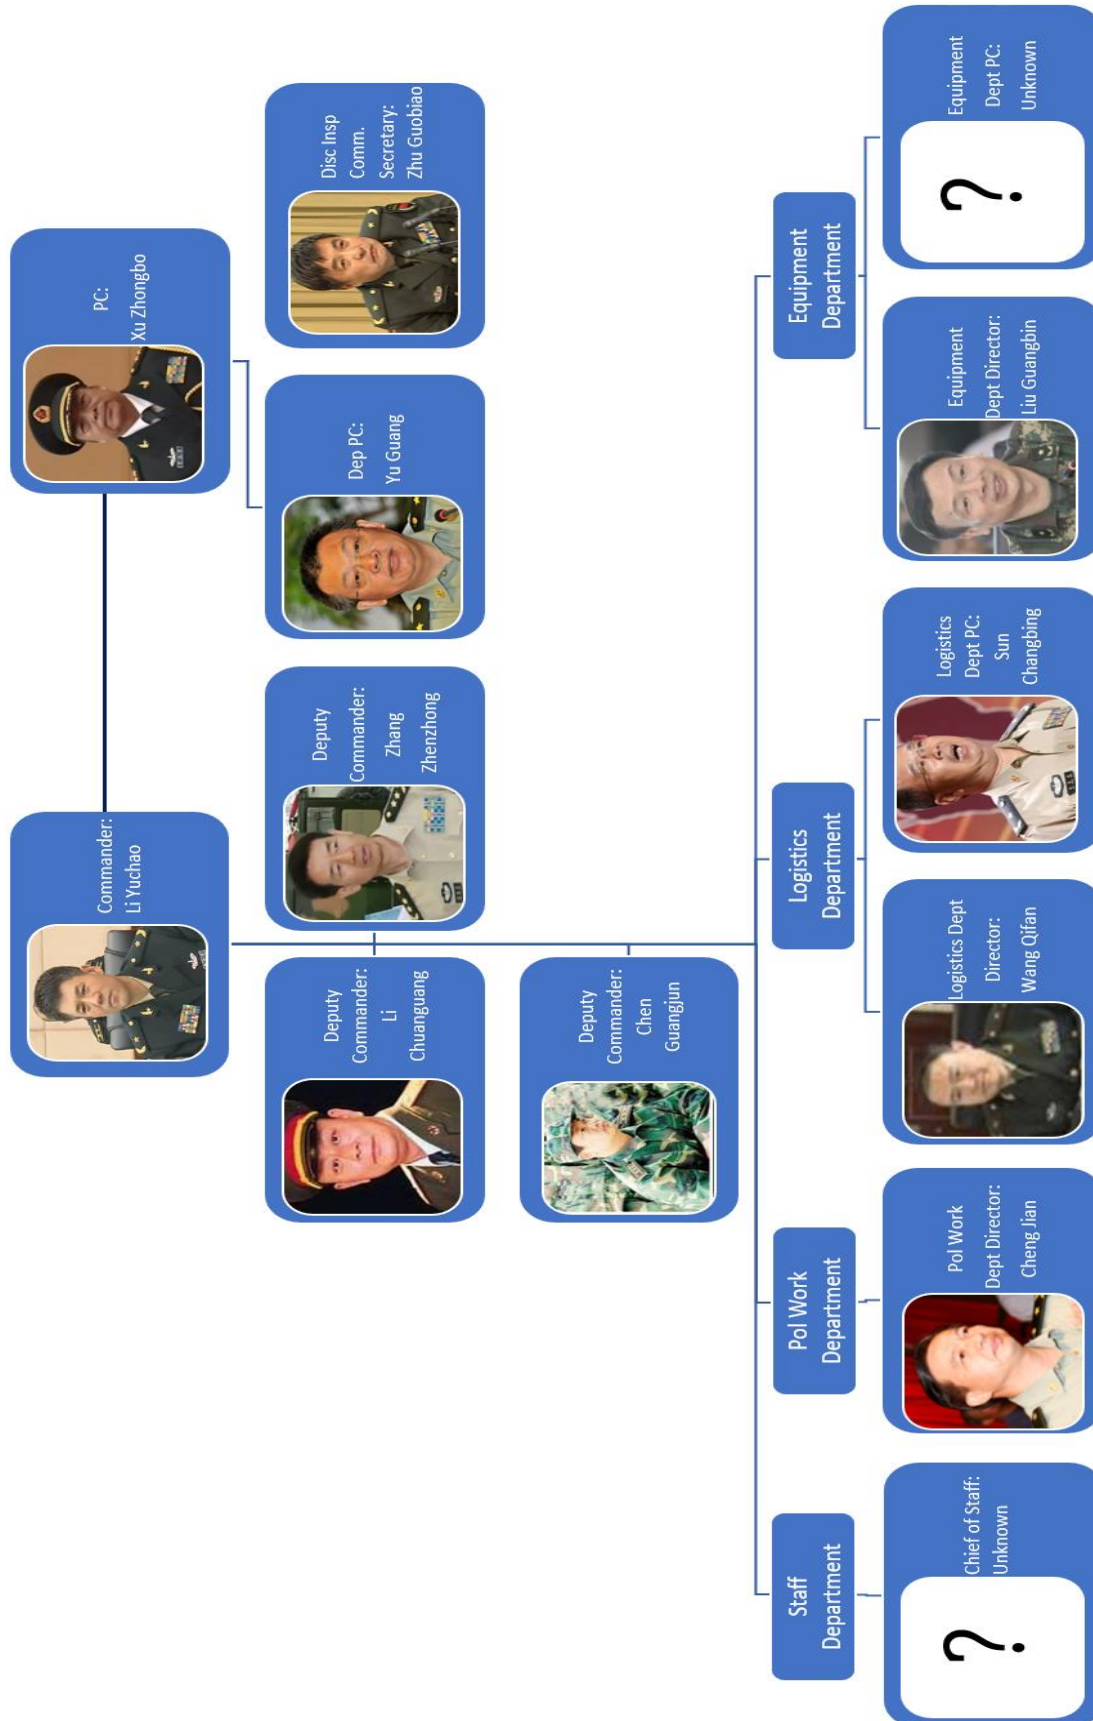 Commander:
Li Yuchao
PC:
Xu Zhongbo
Deputy
Commander:
Li
Chuanguang
Deputy
Commander:
Zhang
Zhenzhong
Dep PC:
Yu Guang
Disc Insp
Comm.
Secretary:
Zhu Guobiao
Deputy
Commander:
Chen
Guangjun
Staff
Department
Pol Work
Department
Logistics
Department
Equipment
Department
?
Chief of Staff:
Unknown
Pol Work
Dept Director:
Cheng Jian
Logistics Dept
Director:
Wang Qifan
Logistics
Dept PC:
Sun
Changbing
Equipment
Dept Director:
Liu Guangbin
?
Equipment
Dept PC:
Unknown